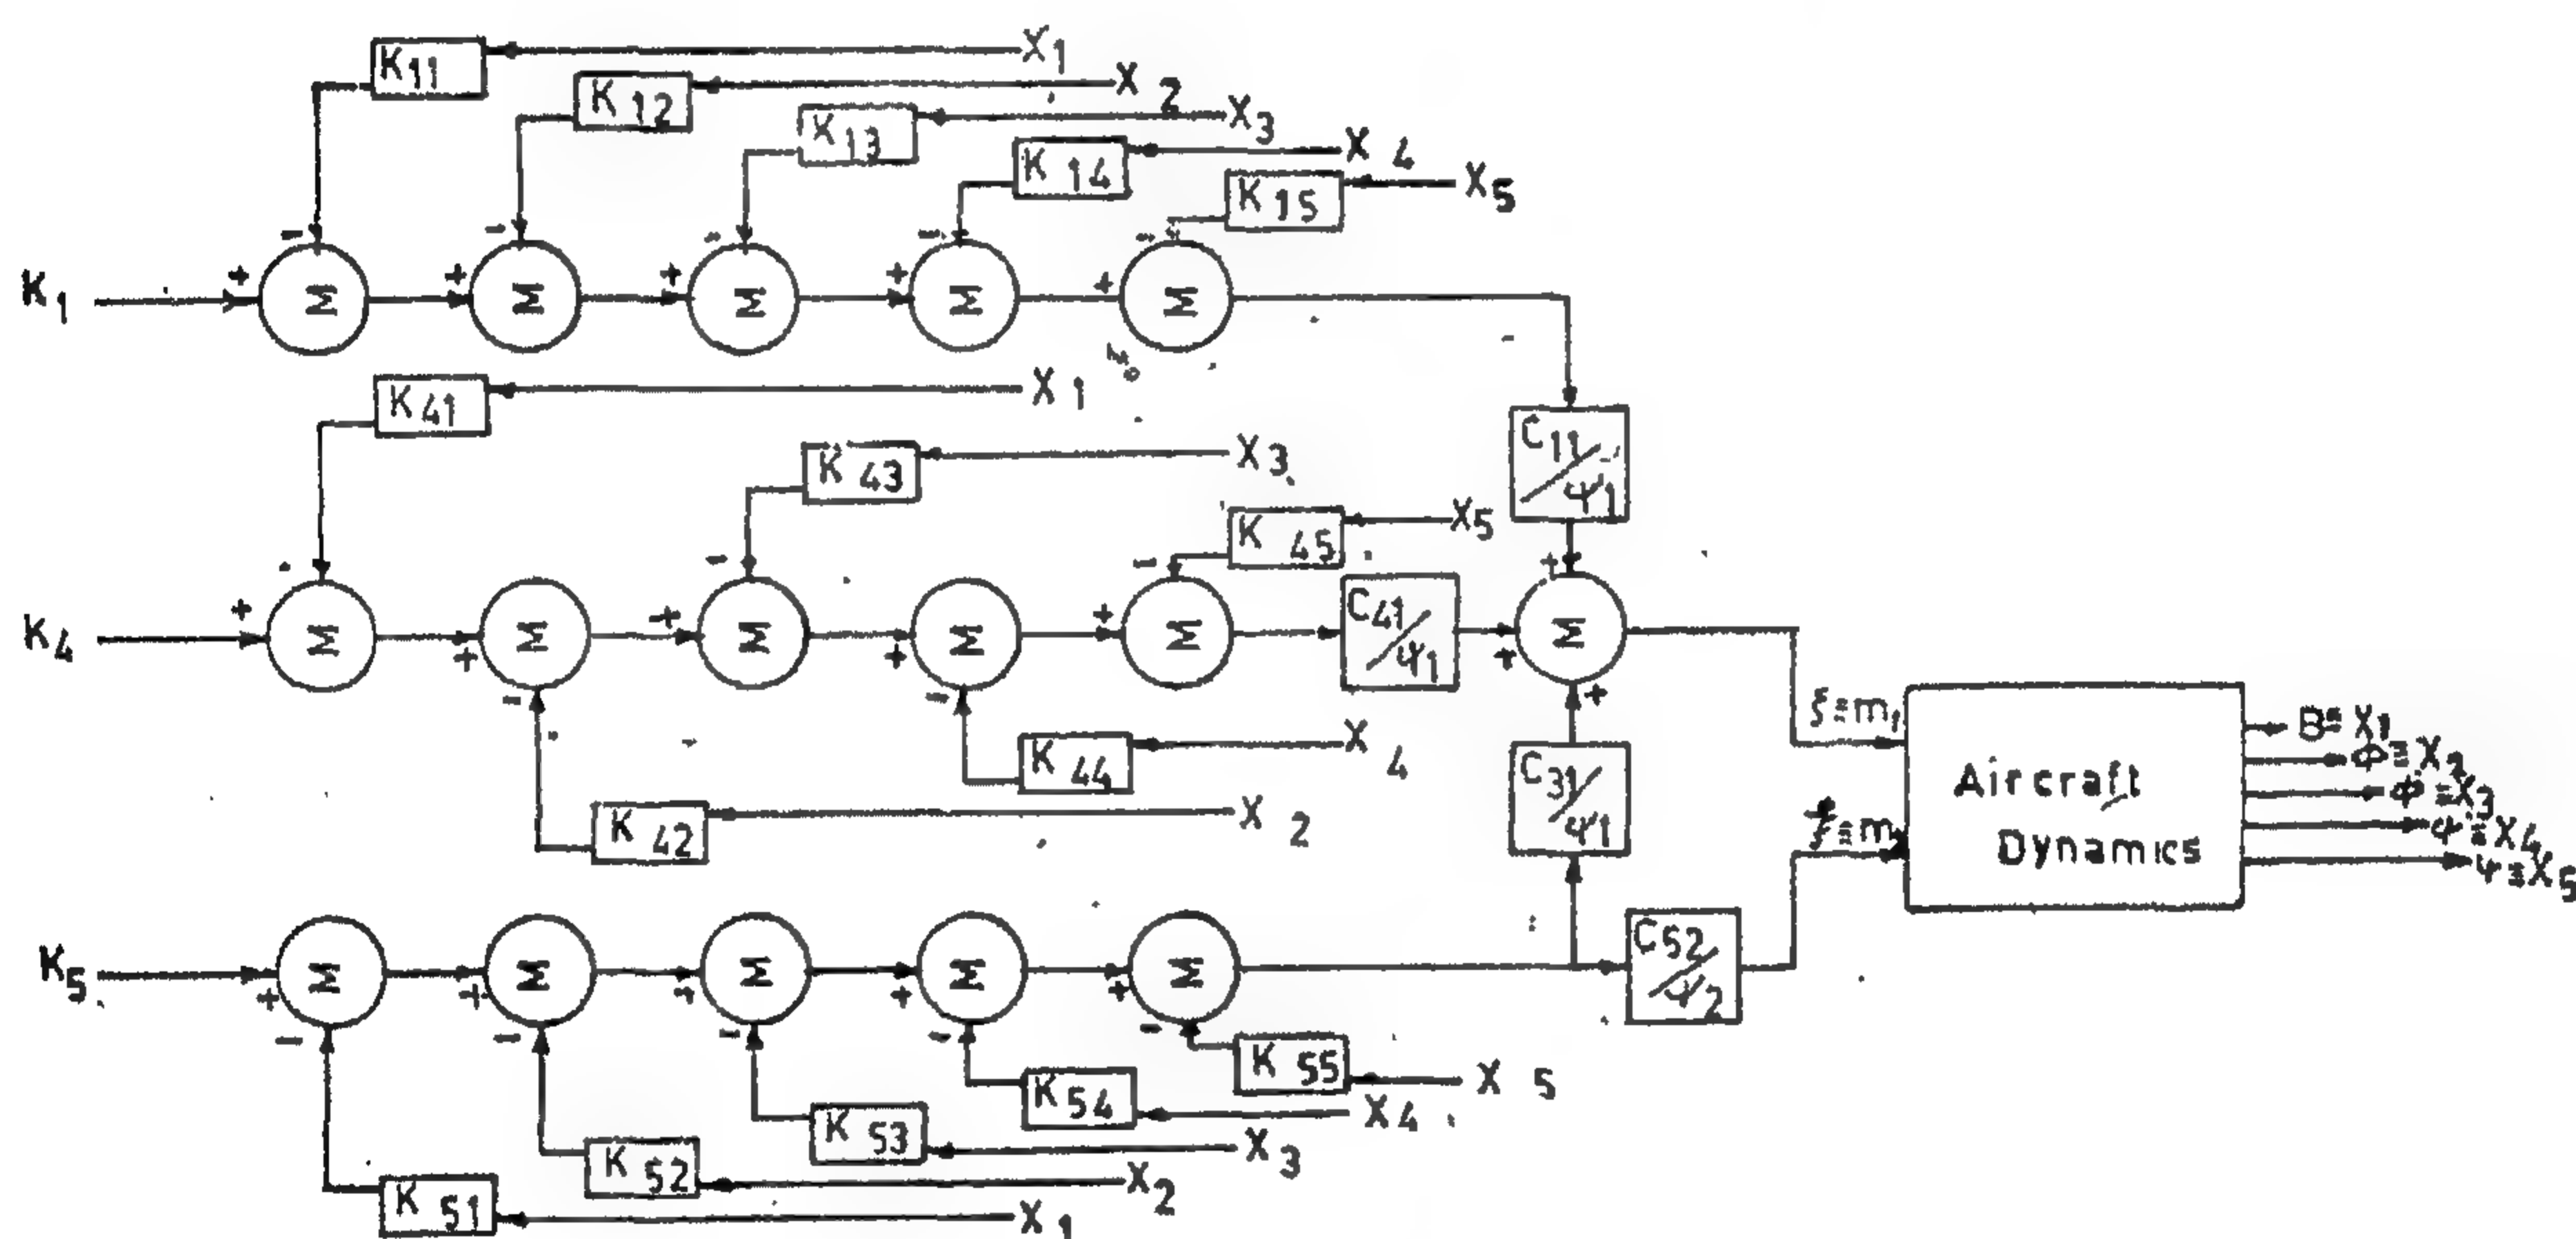 K11
X1
K12
X2
K13
X3
K14
X4
K15
X5
K1
+ − Σ
+ − Σ
+ − Σ
+ − Σ
+ − Σ
C11/Ψ1
K41
X1
K43
X3
K45
X5
K4
+ Σ
+ − Σ
+ − Σ
+ − Σ
+ − Σ
C41/Ψ1
+ + + Σ
K42
X2
K44
X4
C31/Ψ1
K5
+ − Σ
+ − Σ
+ − Σ
+ − Σ
+ − Σ
C52/Ψ2
K51
X1
K52
X2
K53
X3
K54
X4
K55
X5
ξ≡m1
Aircraft
Dynamics
B≡X1
Φ≡X2
Φ̇≡X3
Ψ̇≡X4
Ψ≡X5